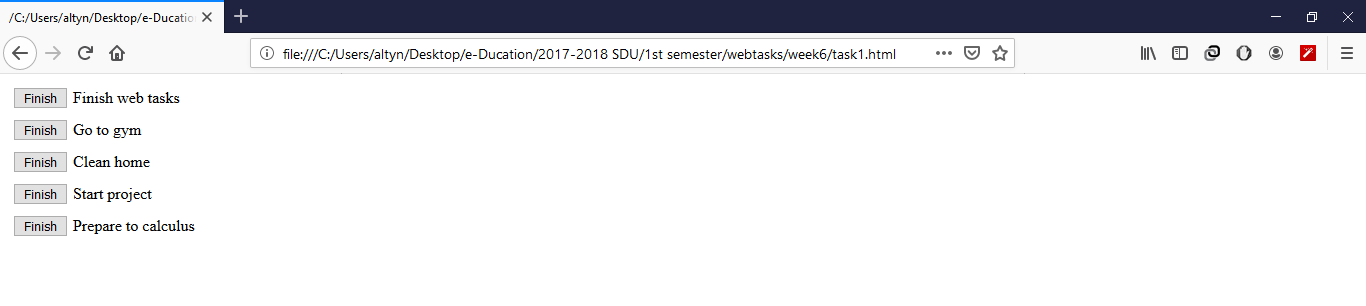 /C:/Users/altyn/Desktop/e-Ducatio
file:///C:/Users/altyn/Desktop/e-Ducation/2017-2018 SDU/1st semester/webtasks/week6/task1.html
Finish Finish web tasks
Finish Go to gym
Finish Clean home
Finish Start project
Finish Prepare to calculus